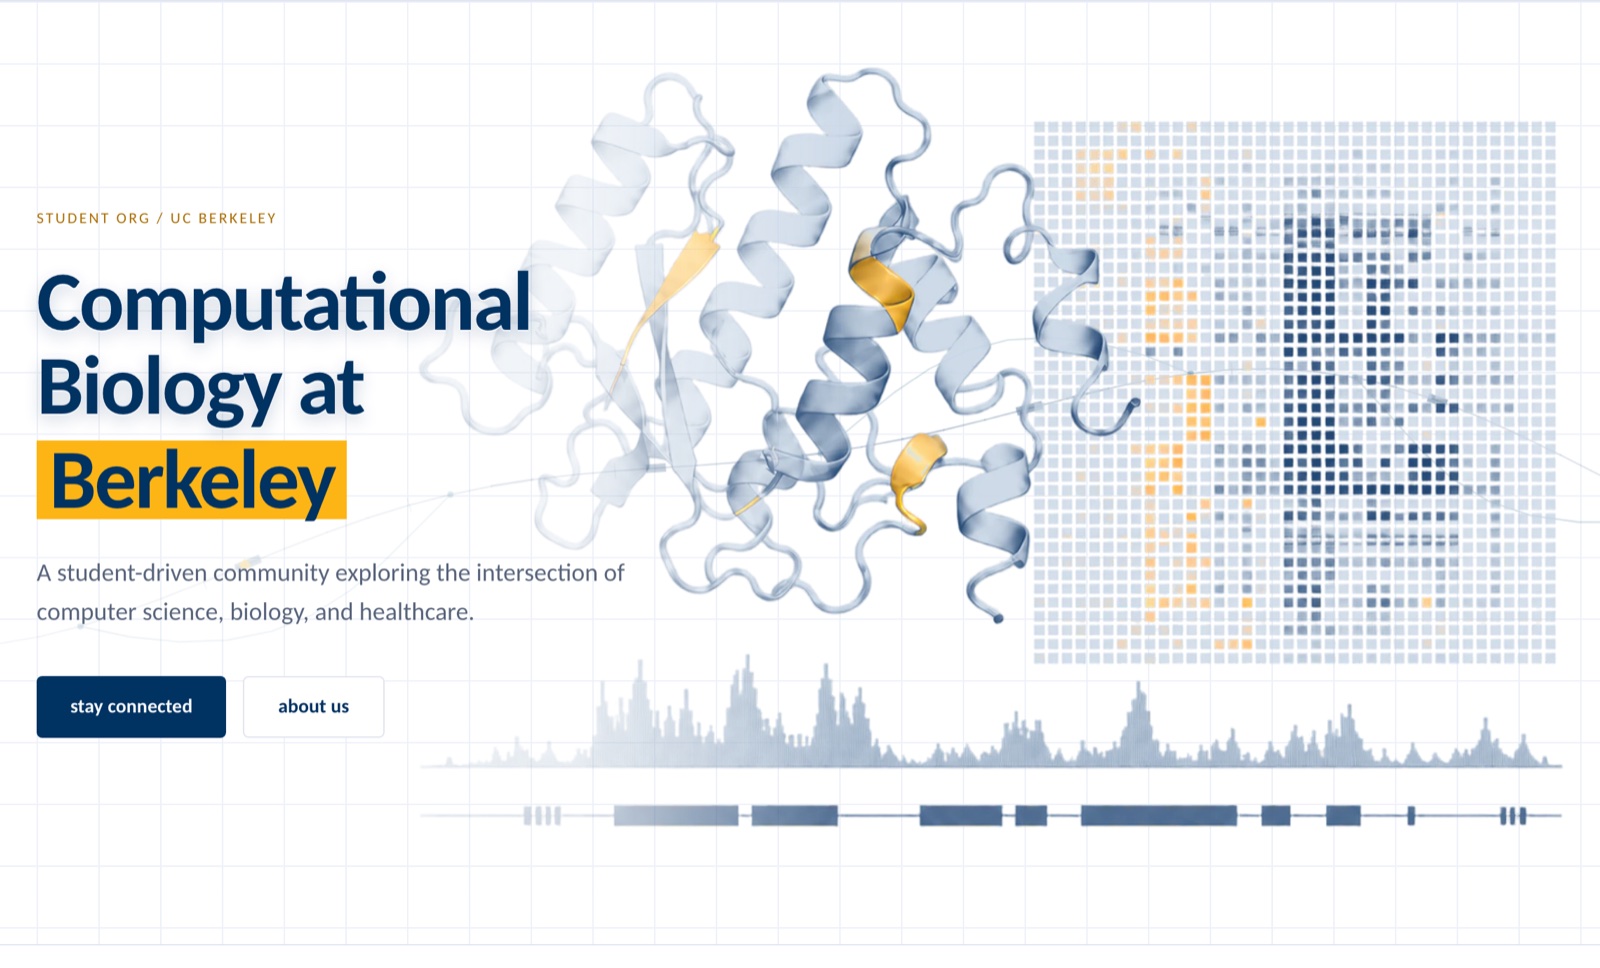 STUDENT ORG / UC BERKELEY
Computational
Biology at
Berkeley
A student-driven community exploring the intersection of
computer science, biology, and healthcare.
stay connected
about us